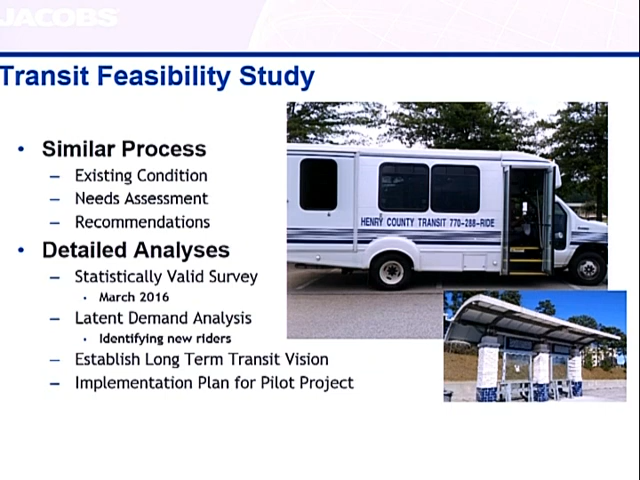 JACOBS
Transit Feasibility Study
• Similar Process
– Existing Condition
– Needs Assessment
– Recommendations
• Detailed Analyses
– Statistically Valid Survey
• March 2016
– Latent Demand Analysis
• Identifying new riders
– Establish Long Term Transit Vision
– Implementation Plan for Pilot Project
HENRY COUNTY TRANSIT 770-288-RIDE